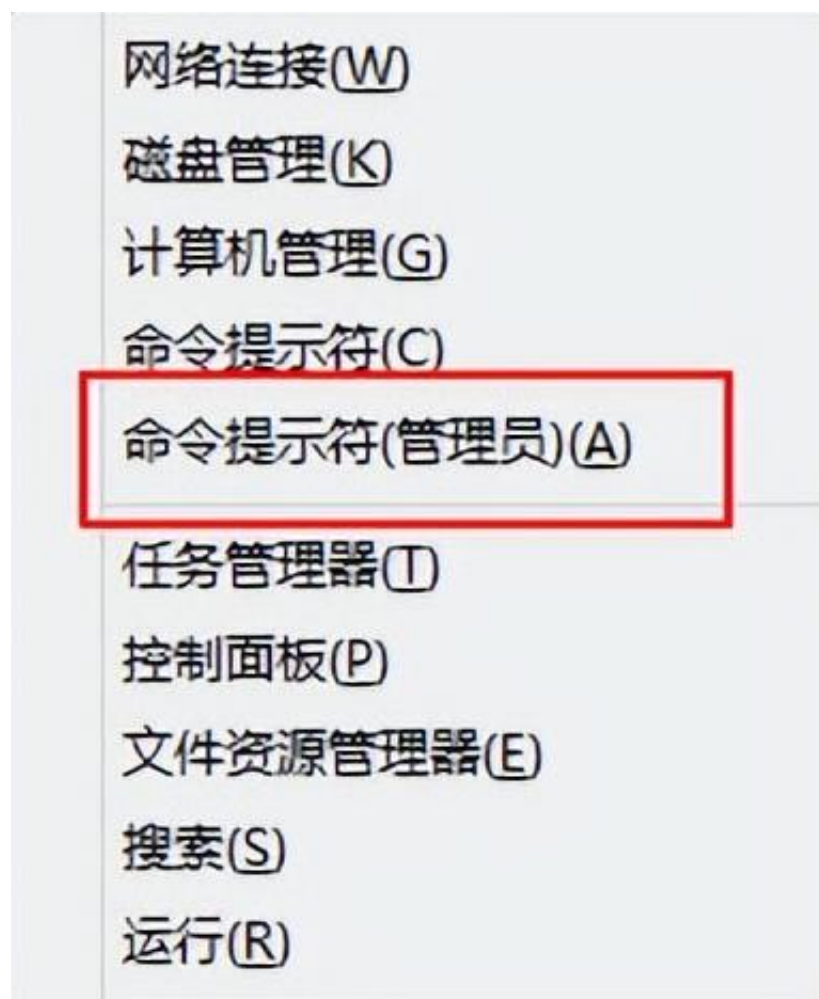 网络连接(W)
磁盘管理(K)
计算机管理(G)
命令提示符(C)
命令提示符(管理员)(A)
任务管理器(T)
控制面板(P)
文件资源管理器(E)
搜索(S)
运行(R)